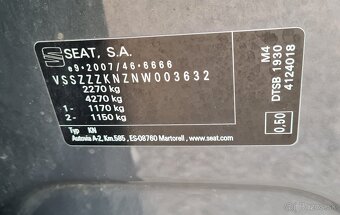 SEAT, S.A.
e9*2007/46*6666
VSSZZZKNZNW003632
2270 kg
4270 kg
1- 1170 kg
2- 1150 kg
Typ KN
Autovia A-2, Km.585, ES-08760 Martorell, www.seat.com
M4
DTSB 1930
4124018
0,50